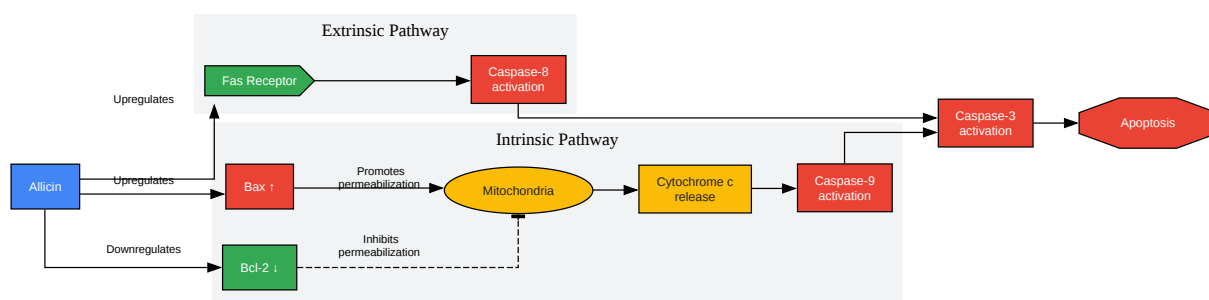 Extrinsic Pathway
Fas Receptor
Caspase-8
activation
Upregulates
Caspase-3
activation
Apoptosis
Intrinsic Pathway
Allicin
Upregulates
Bax ↑
Promotes
permeabilization
Mitochondria
Cytochrome c
release
Caspase-9
activation
Downregulates
Bcl-2 ↓
Inhibits
permeabilization